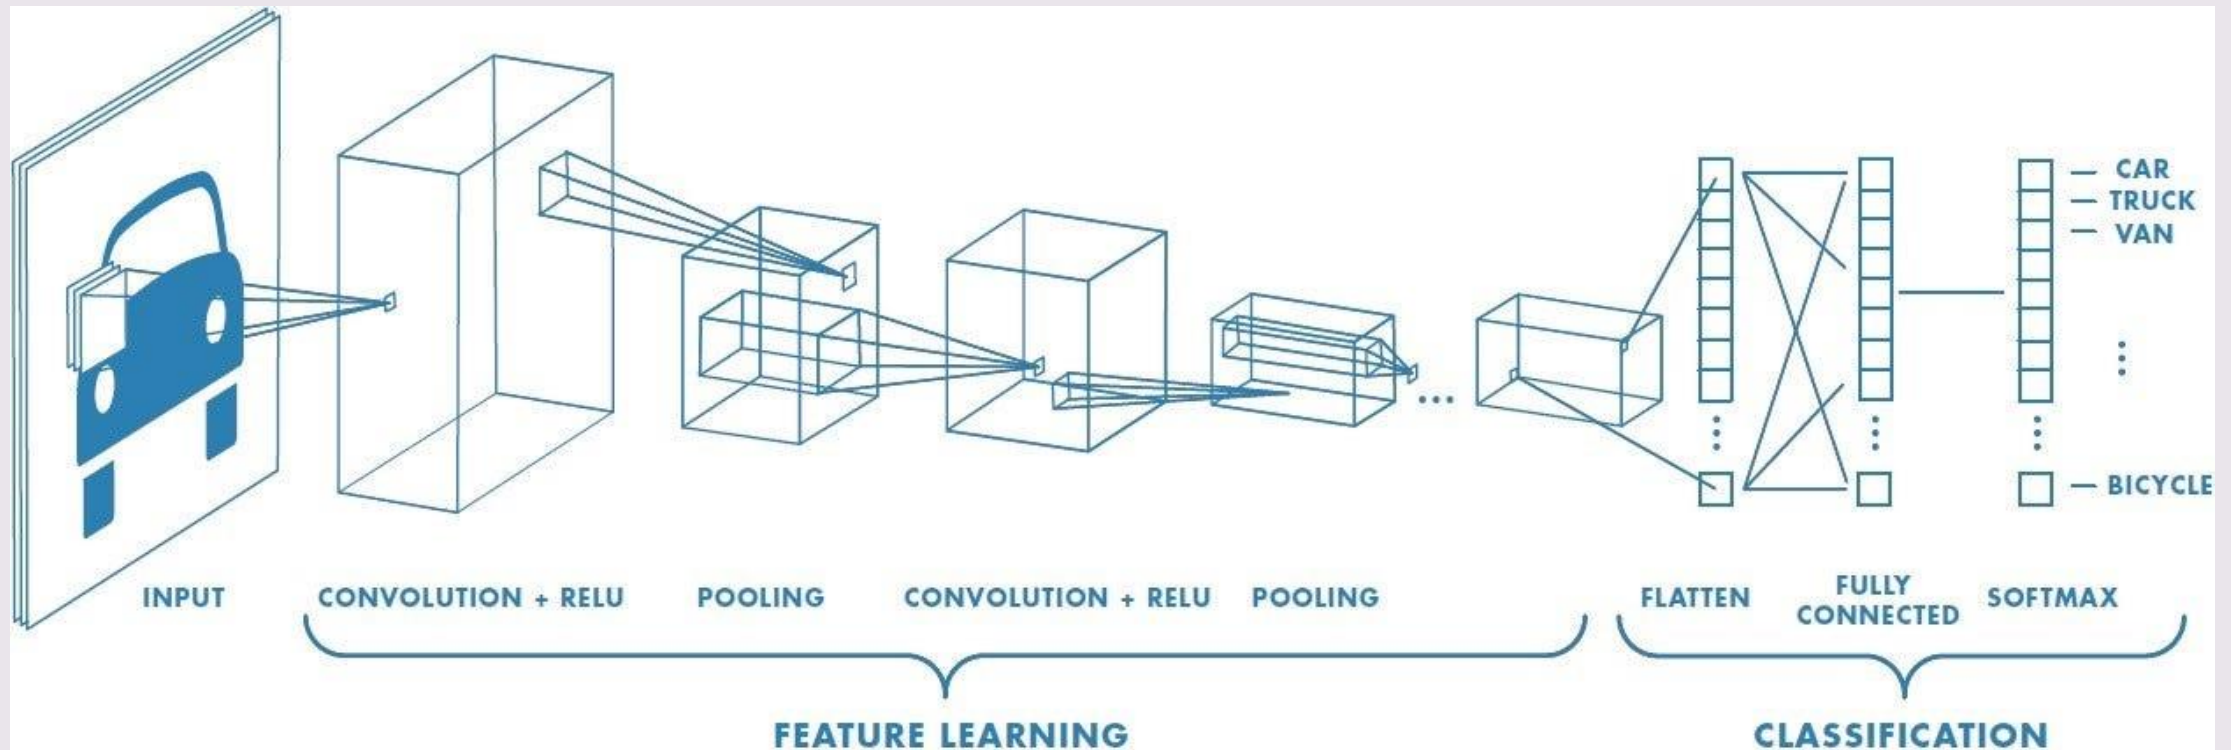 CAR
TRUCK
VAN
BICYCLE
INPUT
CONVOLUTION + RELU
POOLING
CONVOLUTION + RELU
POOLING
FLATTEN
FULLY
CONNECTED
SOFTMAX
FEATURE LEARNING
CLASSIFICATION